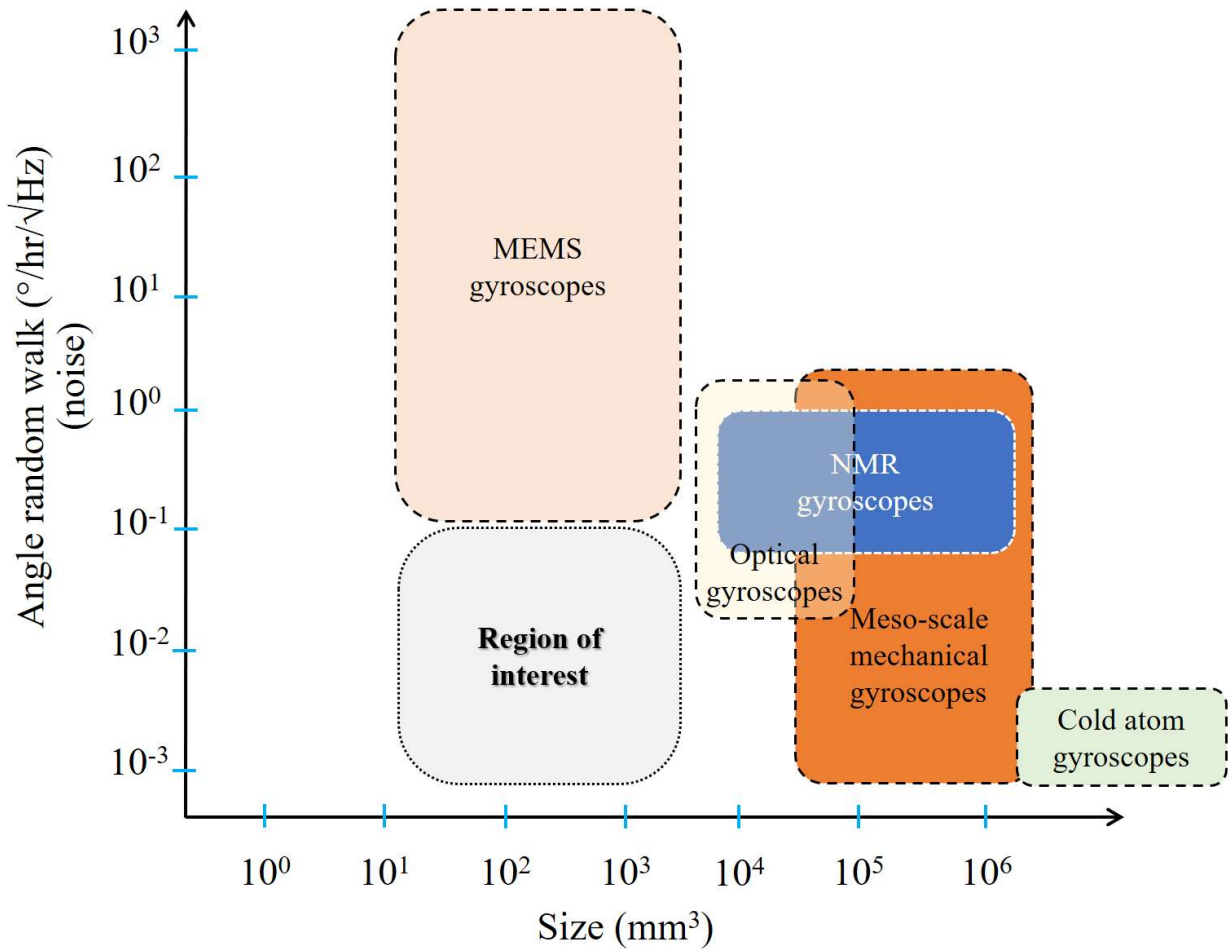 Angle random walk (°/hr/√Hz)
(noise)
10³
10²
10¹
10⁰
10⁻¹
10⁻²
10⁻³
MEMS
gyroscopes
NMR
gyroscopes
Optical
gyroscopes
Region of
interest
Meso-scale
mechanical
gyroscopes
Cold atom
gyroscopes
10⁰ 10¹ 10² 10³ 10⁴ 10⁵ 10⁶
Size (mm³)